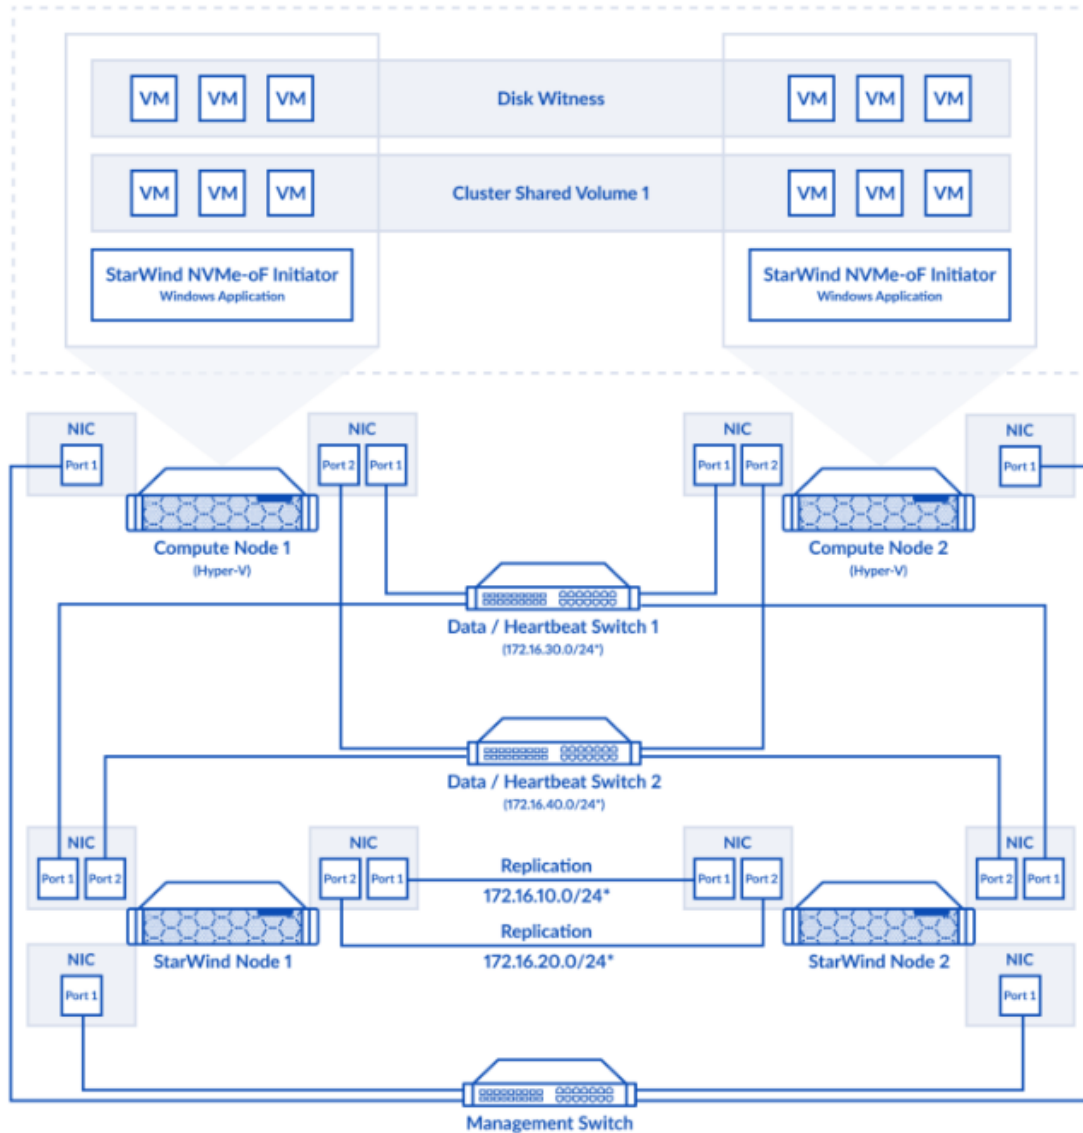 VM VM VM Disk Witness VM VM VM
VM VM VM Cluster Shared Volume 1 VM VM VM
StarWind NVMe-oF Initiator StarWind NVMe-oF Initiator
Windows Application Windows Application
NIC NIC NIC NIC
Port 1 Port 2 Port 1 Port 1 Port 2 Port 1
Compute Node 1 Compute Node 2
(Hyper-V) (Hyper-V)
Data / Heartbeat Switch 1
(172.16.30.0/24*)
Data / Heartbeat Switch 2
(172.16.40.0/24*)
NIC NIC NIC NIC
Port 1 Port 2 Port 2 Port 1 Replication Port 1 Port 2 Port 2 Port 1
172.16.10.0/24*
Replication
StarWind Node 1 172.16.20.0/24* StarWind Node 2
NIC NIC
Port 1 Port 1
Management Switch